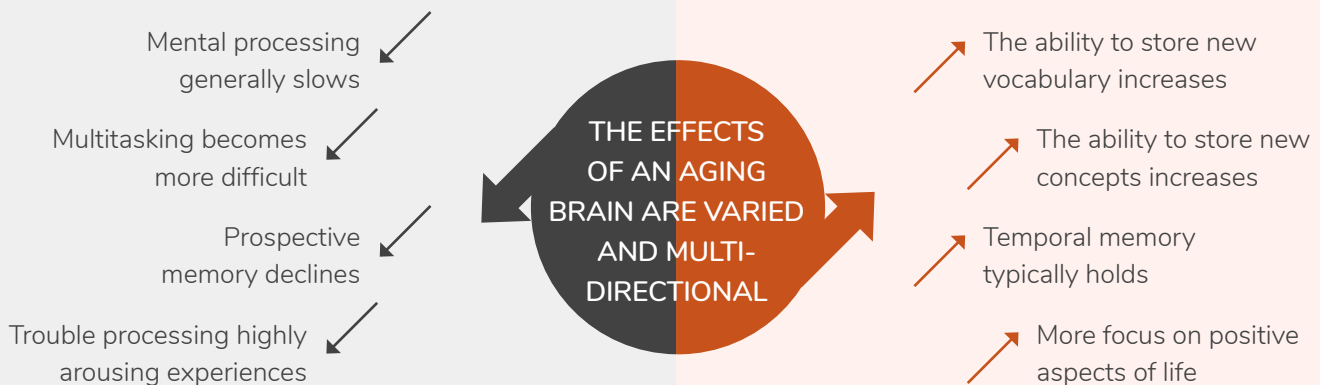 Mental processing
generally slows
Multitasking becomes
more difficult
Prospective
memory declines
Trouble processing highly
arousing experiences
THE EFFECTS
OF AN AGING
BRAIN ARE VARIED
AND MULTI-
DIRECTIONAL
The ability to store new
vocabulary increases
The ability to store new
concepts increases
Temporal memory
typically holds
More focus on positive
aspects of life